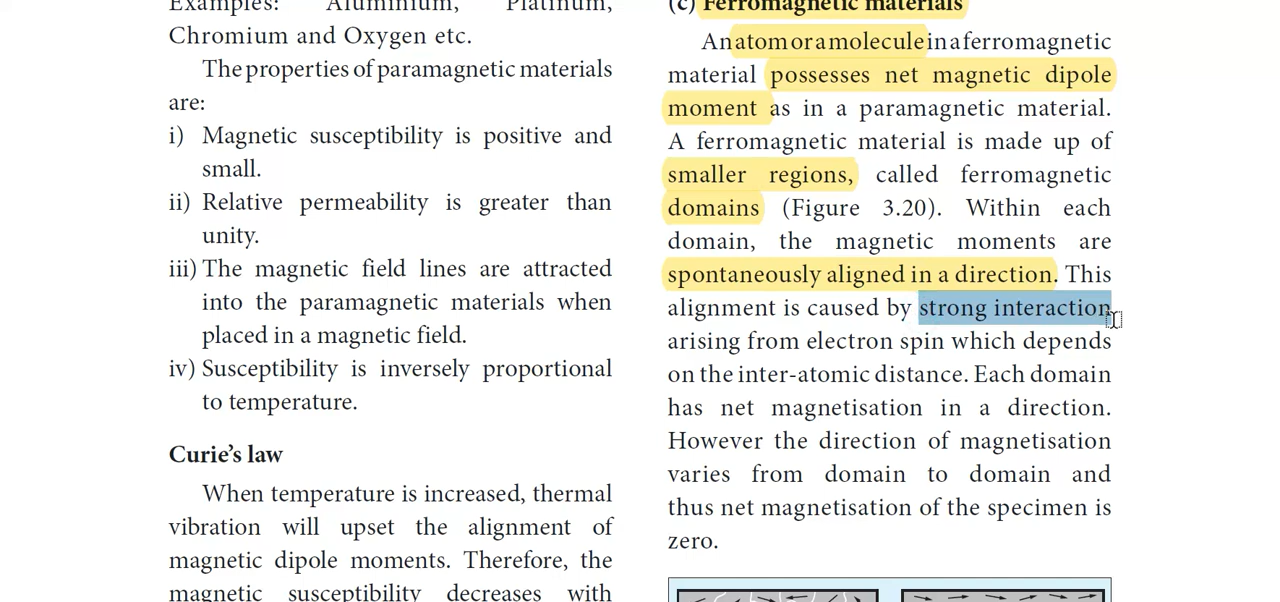 Examples: Aluminium, Platinum,
Chromium and Oxygen etc.
The properties of paramagnetic materials
are:
i) Magnetic susceptibility is positive and
small.
ii) Relative permeability is greater than
unity.
iii) The magnetic field lines are attracted
into the paramagnetic materials when
placed in a magnetic field.
iv) Susceptibility is inversely proportional
to temperature.
Curie's law
When temperature is increased, thermal
vibration will upset the alignment of
magnetic dipole moments. Therefore, the
magnetic susceptibility decreases with
(c) Ferromagnetic materials
An atom or a molecule in a ferromagnetic
material possesses net magnetic dipole
moment as in a paramagnetic material.
A ferromagnetic material is made up of
smaller regions, called ferromagnetic
domains (Figure 3.20). Within each
domain, the magnetic moments are
spontaneously aligned in a direction. This
alignment is caused by strong interaction
arising from electron spin which depends
on the inter-atomic distance. Each domain
has net magnetisation in a direction.
However the direction of magnetisation
varies from domain to domain and
thus net magnetisation of the specimen is
zero.